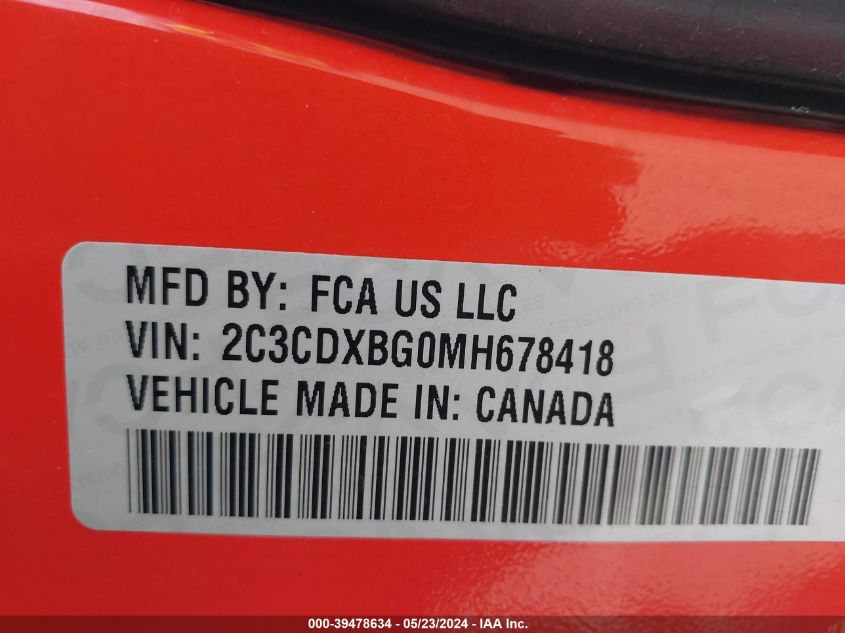 MFD BY: FCA US LLC
VIN: 2C3CDXBG0MH678418
VEHICLE MADE IN: CANADA
000-39478634 - 05/23/2024 - IAA Inc.